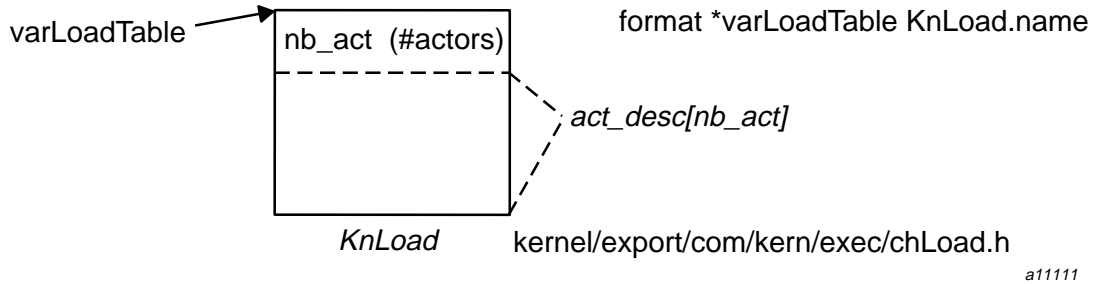 format *varLoadTable KnLoad.name
varLoadTable
nb_act (#actors)
act_desc[nb_act]
KnLoad
kernel/export/com/kern/exec/chLoad.h
a11111